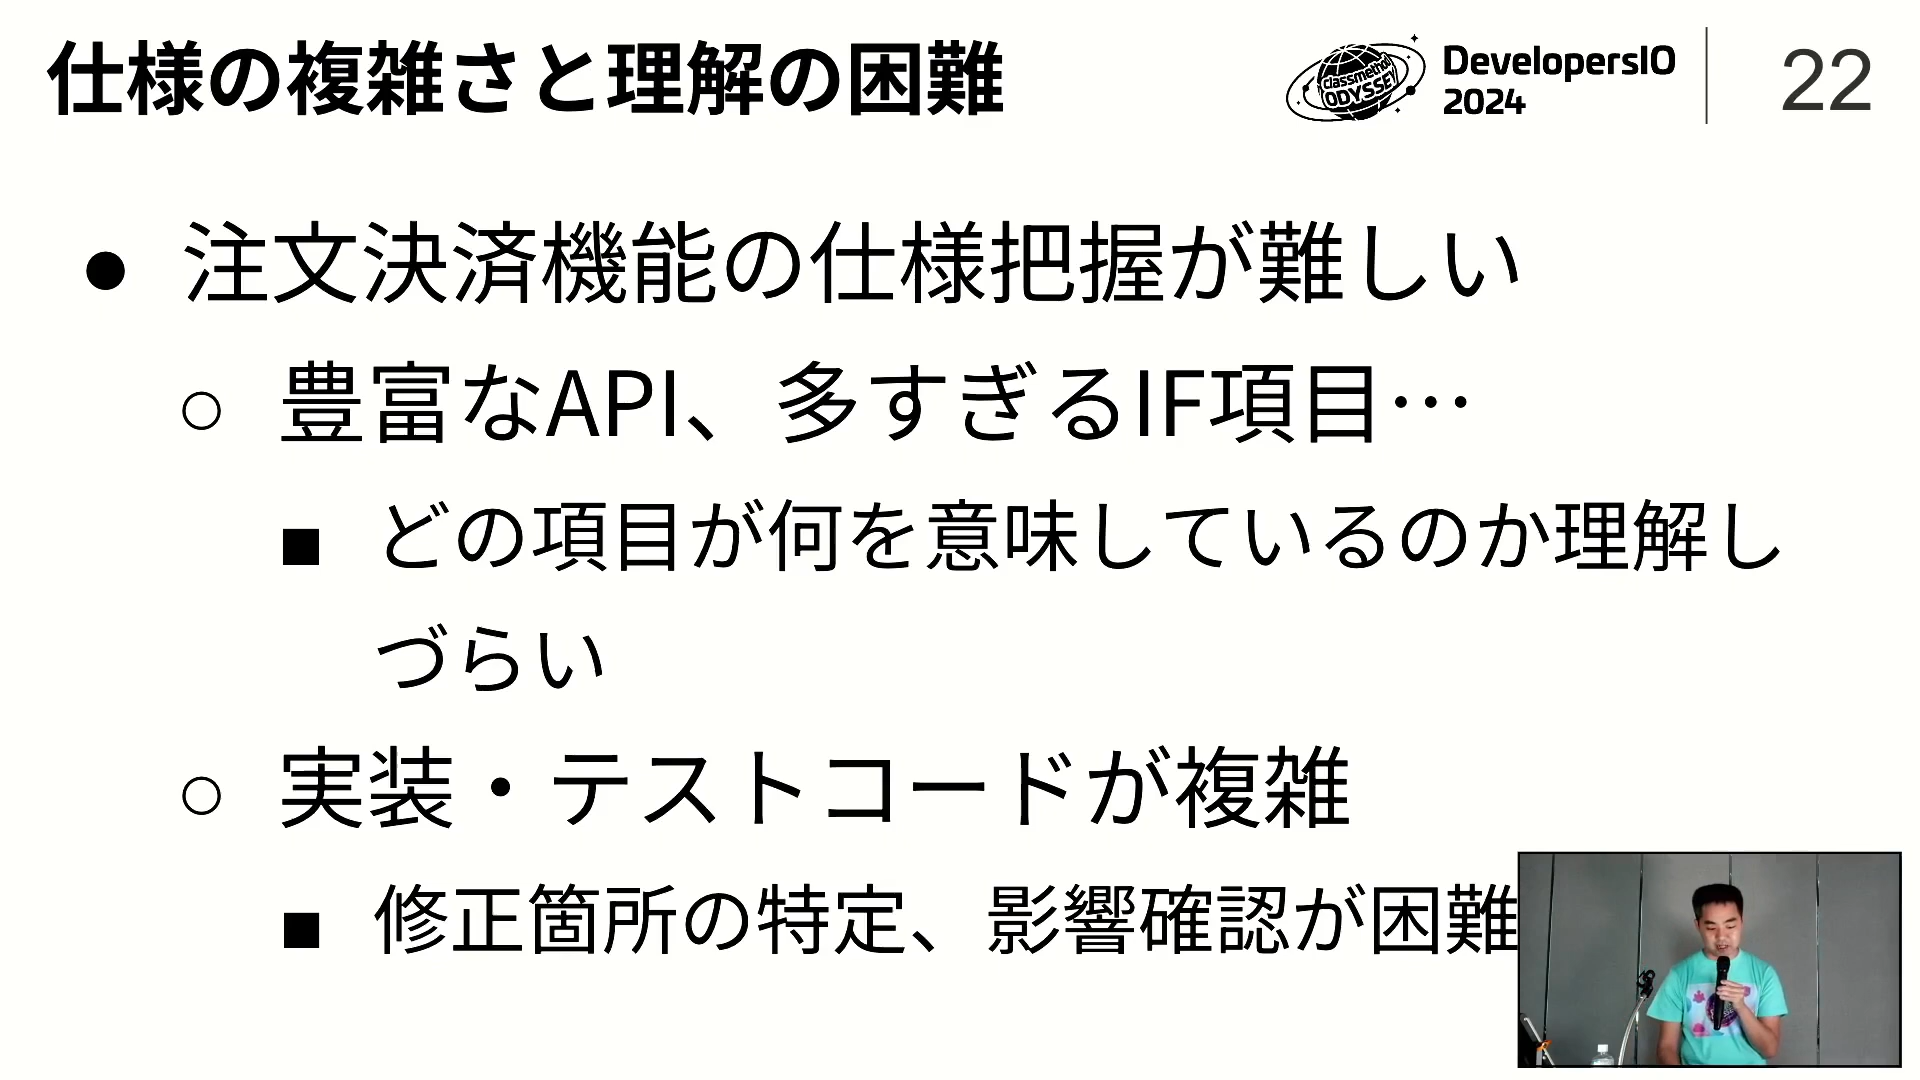 仕様の複雑さと理解の困難
classmethod
ODYSSEY
DevelopersIO
2024
22
● 注文決済機能の仕様把握が難しい
○ 豊富なAPI、多すぎるIF項目…
■ どの項目が何を意味しているのか理解し
づらい
○ 実装・テストコードが複雑
■ 修正箇所の特定、影響確認が困難